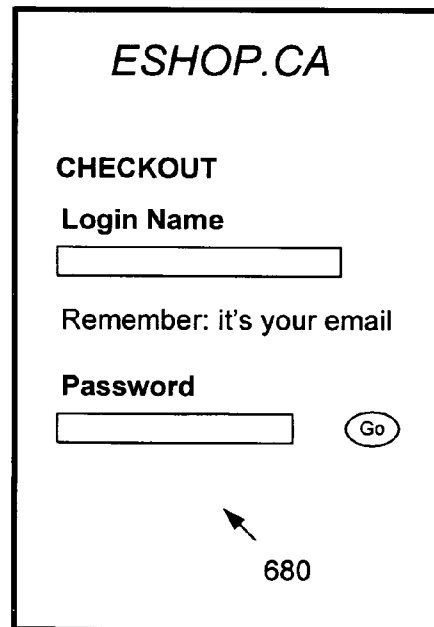 ESHOP.CA
CHECKOUT
Login Name
Remember: it's your email
Password
Go
680